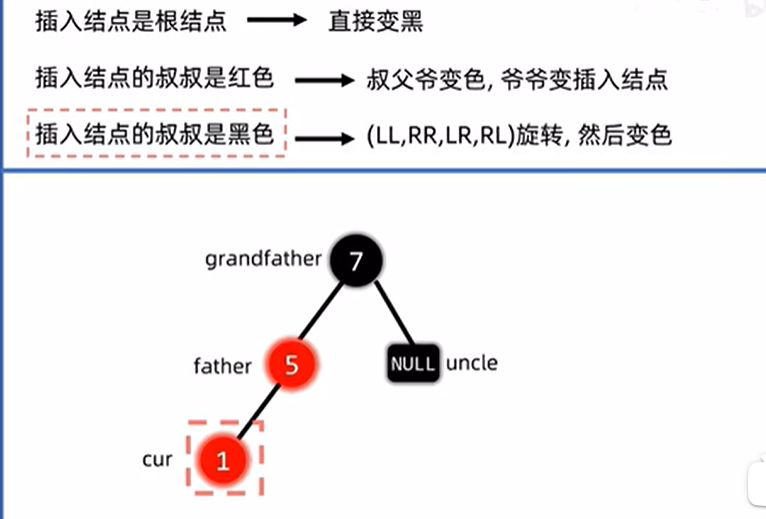 插入结点是根结点 直接变黑
插入结点的叔叔是红色 叔父爷变色, 爷爷变插入结点
插入结点的叔叔是黑色 (LL,RR,LR,RL)旋转, 然后变色
grandfather 7
father 5 NULL uncle
cur 1